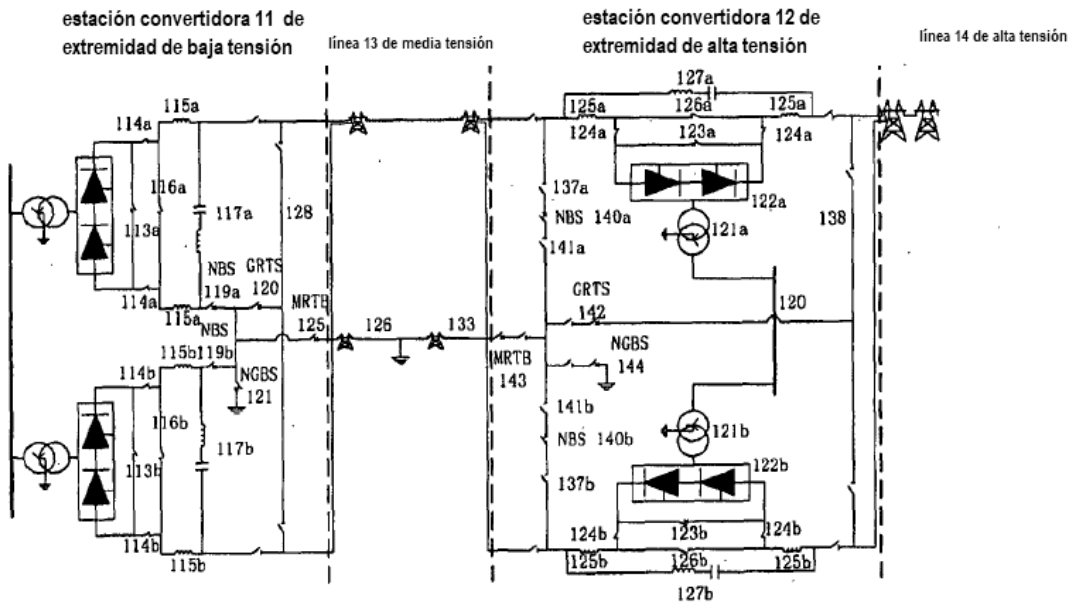 estación convertidora 11 de
extremidad de baja tensión
línea 13 de media tensión
estación convertidora 12 de
extremidad de alta tensión
línea 14 de alta tensión
127a
115a
125a
126a
125a
114a
124a
123a
124a
116a
117a
128
137a
122a
138
113a
NBS 140a
121a
NBS
GRTS
141a
114a
119a
120
GRTS
115a
MRTB
142
120
NBS
125
126
133
115b
119b
MRTB
NGBS
114b
NGBS
143
144
121
141b
116b
NBS 140b
121b
117b
122b
113b
137b
124b
123b
124b
114b
115b
125b
126b
125b
127b